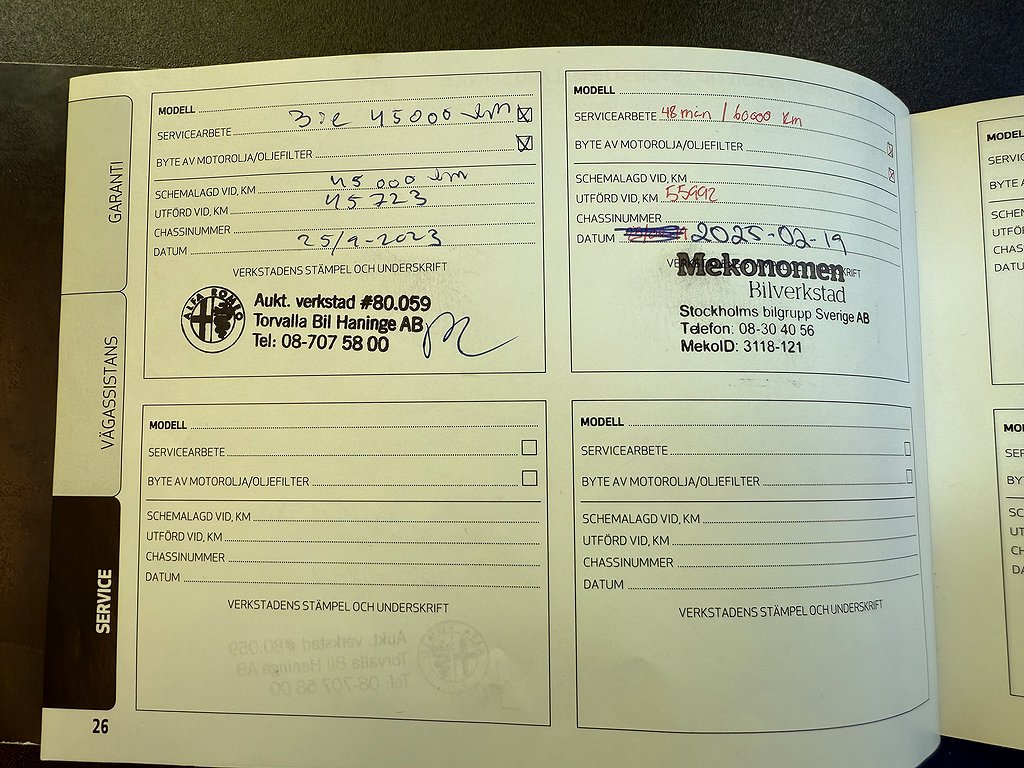 GARANTI
VÄGASSISTANS
SERVICE
MODELL
SERVICEARBETE 3:e 45000 km
BYTE AV MOTOROLJA/OLJEFILTER
SCHEMALAGD VID, KM 45000 km
UTFÖRD VID, KM 45723
CHASSINUMMER
DATUM 25/9-2023
VERKSTADENS STÄMPEL OCH UNDERSKRIFT
ALFA ROMEO
Aukt. verkstad #80.059
Torvalla Bil Haninge AB
Tel: 08-707 58 00
MODELL
SERVICEARBETE 48 mån / 60000 km
BYTE AV MOTOROLJA/OLJEFILTER
SCHEMALAGD VID, KM
UTFÖRD VID, KM 55992
CHASSINUMMER
DATUM 2025-02-19
Mekonomen
Bilverkstad
Stockholms bilgrupp Sverige AB
Telefon: 08-30 40 56
MekoID: 3118-121
MODELL
SERVICEARBETE
BYTE AV MOTOROLJA/OLJEFILTER
SCHEMALAGD VID, KM
UTFÖRD VID, KM
CHASSINUMMER
DATUM
VERKSTADENS STÄMPEL OCH UNDERSKRIFT
MODELL
SERVICEARBETE
BYTE AV MOTOROLJA/OLJEFILTER
SCHEMALAGD VID, KM
UTFÖRD VID, KM
CHASSINUMMER
DATUM
VERKSTADENS STÄMPEL OCH UNDERSKRIFT
26